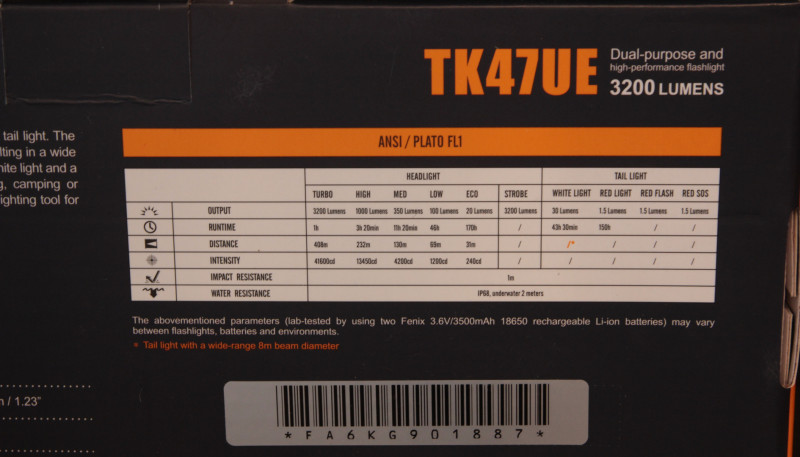 TK47UE
Dual-purpose and
high-performance flashlight
3200 LUMENS
tail light. The
lting in a wide
hite light and a
g, camping or
ighting tool for
ANSI / PLATO FL1
HEADLIGHT TAIL LIGHT
TURBO HIGH MED LOW ECO STROBE WHITE LIGHT RED LIGHT RED FLASH RED SOS
OUTPUT 3200 Lumens 1000 Lumens 350 Lumens 100 Lumens 20 Lumens 3200 Lumens 30 Lumens 1.5 Lumens 1.5 Lumens 1.5 Lumens
RUNTIME 1h 3h 20min 11h 20min 46h 170h / 43h 30min 150h / /
DISTANCE 408m 232m 130m 69m 31m / /* / / /
INTENSITY 41600cd 13450cd 4200cd 1200cd 240cd / / / / /
IMPACT RESISTANCE 1m
WATER RESISTANCE IP68, underwater 2 meters
The abovementioned parameters (lab-tested by using two Fenix 3.6V/3500mAh 18650 rechargeable Li-ion batteries) may vary
between flashlights, batteries and environments.
* Tail light with a wide-range 8m beam diameter
/ 1.23"
*FA6KG901887*